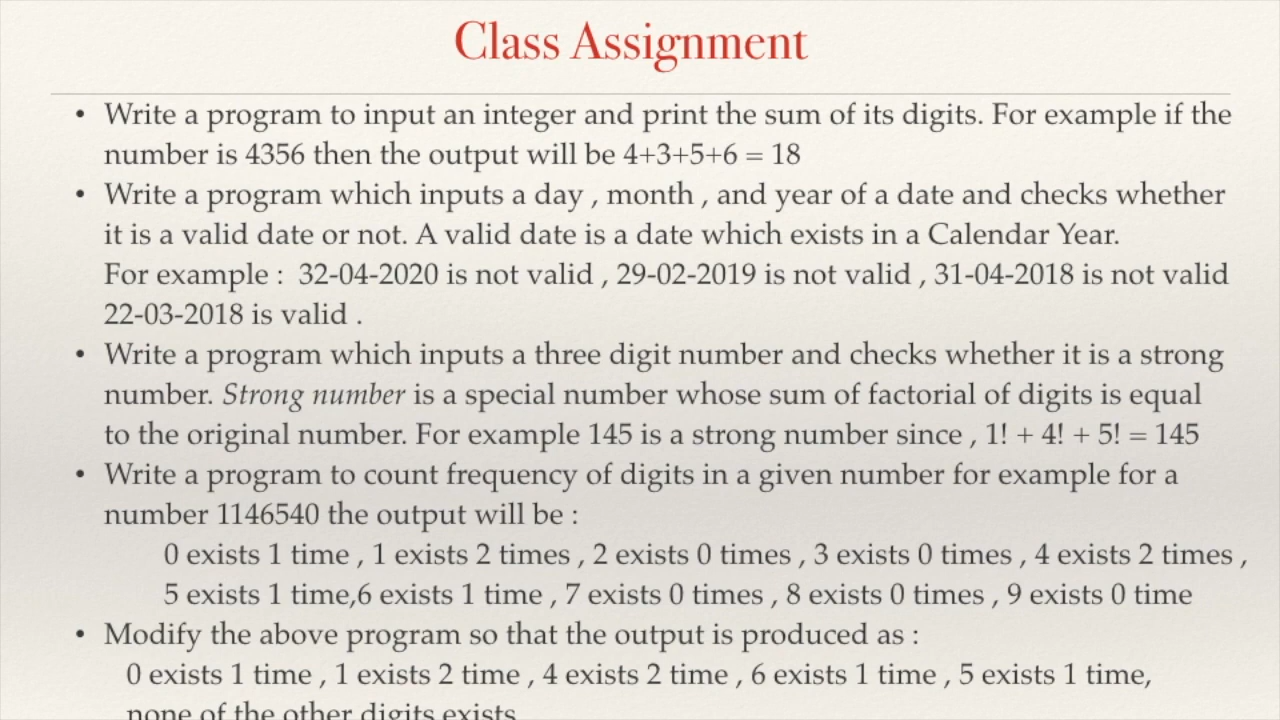 Class Assignment
• Write a program to input an integer and print the sum of its digits. For example if the
number is 4356 then the output will be 4+3+5+6 = 18
• Write a program which inputs a day , month , and year of a date and checks whether
it is a valid date or not. A valid date is a date which exists in a Calendar Year.
For example : 32-04-2020 is not valid , 29-02-2019 is not valid , 31-04-2018 is not valid
22-03-2018 is valid .
• Write a program which inputs a three digit number and checks whether it is a strong
number. Strong number is a special number whose sum of factorial of digits is equal
to the original number. For example 145 is a strong number since , 1! + 4! + 5! = 145
• Write a program to count frequency of digits in a given number for example for a
number 1146540 the output will be :
0 exists 1 time , 1 exists 2 times , 2 exists 0 times , 3 exists 0 times , 4 exists 2 times ,
5 exists 1 time,6 exists 1 time , 7 exists 0 times , 8 exists 0 times , 9 exists 0 time
• Modify the above program so that the output is produced as :
0 exists 1 time , 1 exists 2 time , 4 exists 2 time , 6 exists 1 time , 5 exists 1 time,
none of the other digits exists